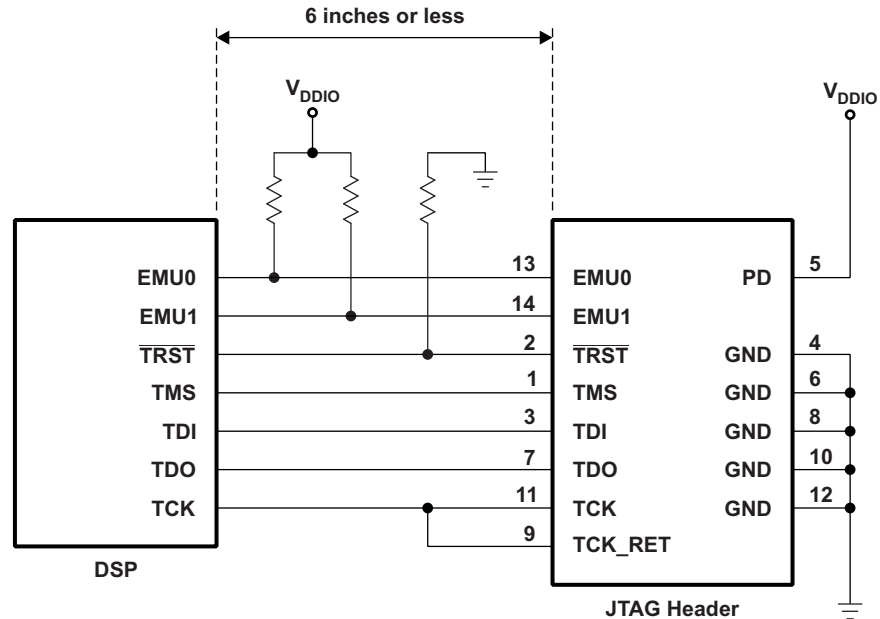 6 inches or less
VDDIO
VDDIO
EMU0 13 EMU0 PD 5
EMU1 14 EMU1
TRST 2 TRST GND 4
TMS 1 TMS GND 6
TDI 3 TDI GND 8
TDO 7 TDO GND 10
TCK 11 TCK GND 12
9 TCK_RET
DSP
JTAG Header